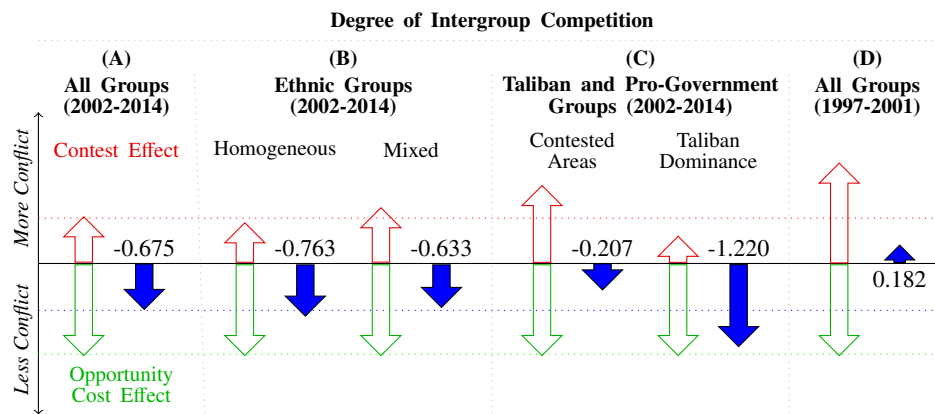 Degree of Intergroup Competition
(A)
All Groups
(2002-2014)
(B)
Ethnic Groups
(2002-2014)
(C)
Taliban and Pro-Government
Groups (2002-2014)
(D)
All Groups
(1997-2001)
More Conflict
Less Conflict
Contest Effect
Homogeneous
Mixed
Contested
Areas
Taliban
Dominance
-0.675
-0.763
-0.633
-0.207
-1.220
0.182
Opportunity
Cost Effect